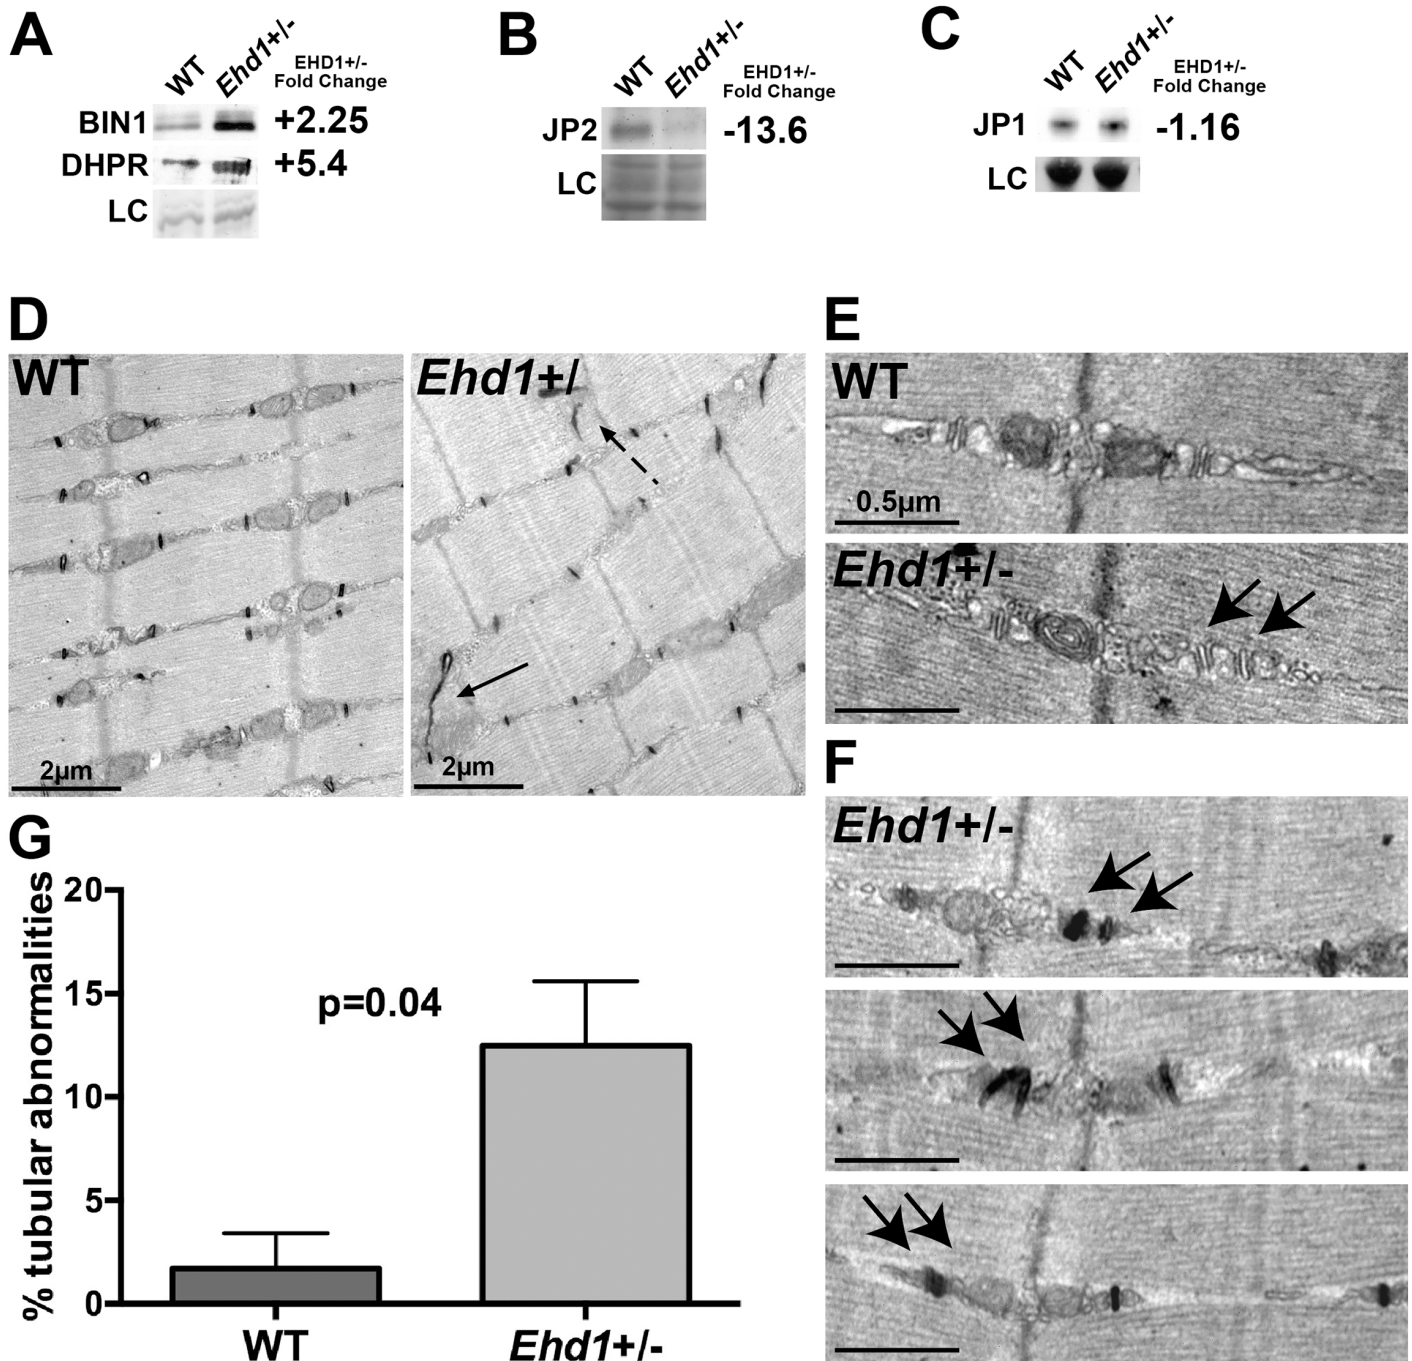 A
WT
Ehd1+/-
EHD1+/-
Fold Change
BIN1
+2.25
DHPR
+5.4
LC
B
WT
Ehd1+/-
EHD1+/-
Fold Change
JP2
-13.6
LC
C
WT
Ehd1+/-
EHD1+/-
Fold Change
JP1
-1.16
LC
D
WT
2µm
Ehd1+/
2µm
E
WT
0.5µm
Ehd1+/-
F
Ehd1+/-
G
% tubular abnormalities
20
15
10
5
0
p=0.04
WT
Ehd1+/-